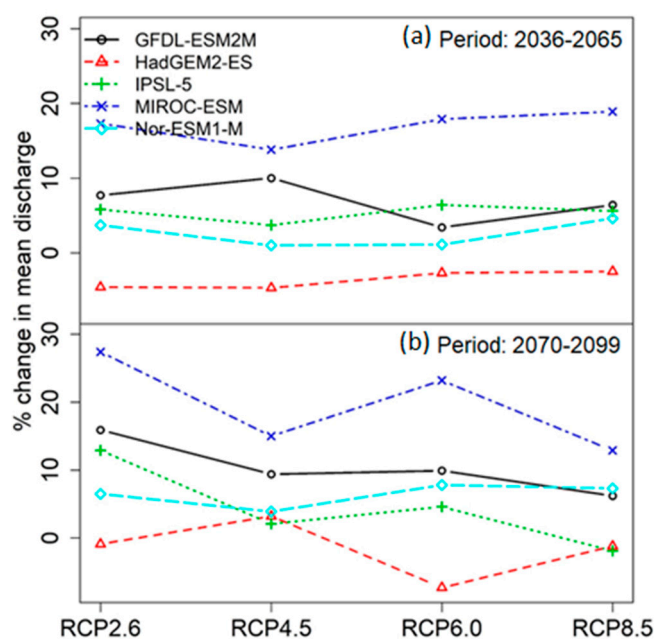 (a) Period: 2036-2065
GFDL-ESM2M
HadGEM2-ES
IPSL-5
MIROC-ESM
Nor-ESM1-M
30
20
10
0
% change in mean discharge
(b) Period: 2070-2099
30
20
10
0
RCP2.6 RCP4.5 RCP6.0 RCP8.5